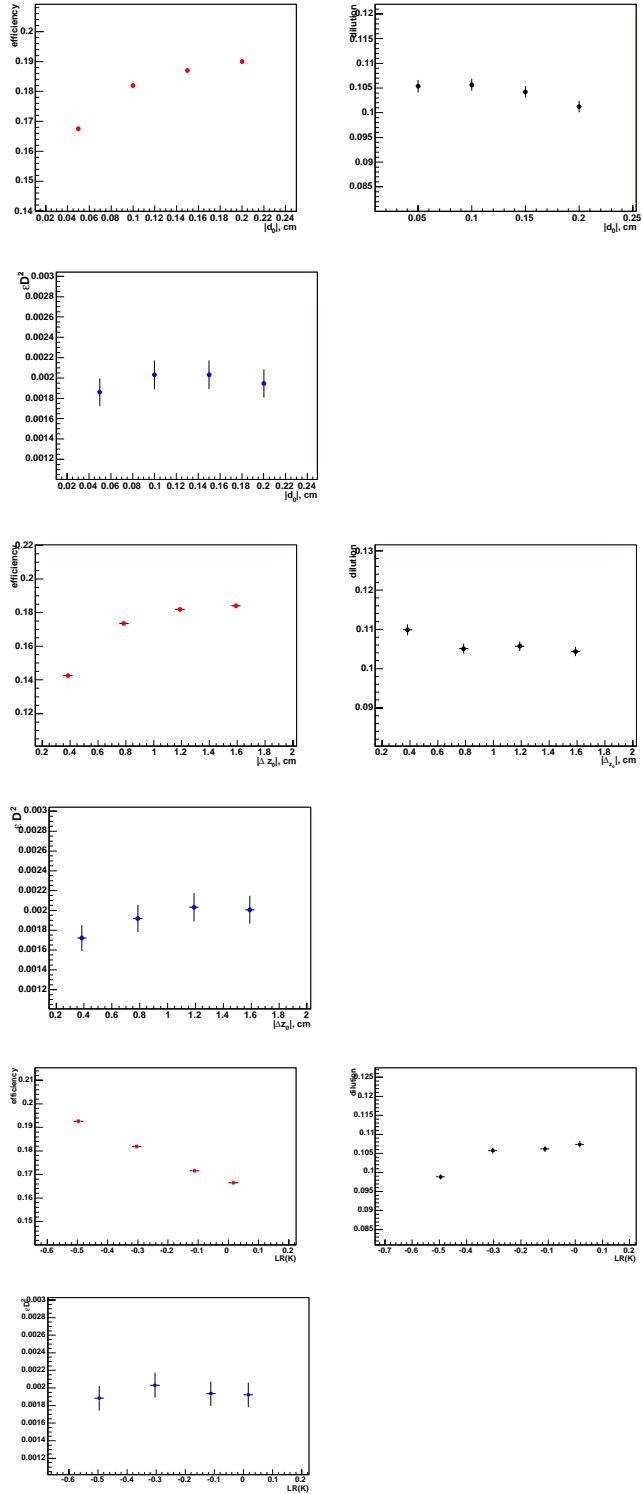 efficiency
0.2
0.19
0.18
0.17
0.16
0.15
0.14
0.02 0.04 0.06 0.08 0.1 0.12 0.14 0.16 0.18 0.2 0.22 0.24
|d0|, cm
dilution
0.12
0.115
0.11
0.105
0.1
0.095
0.09
0.085
0.05 0.1 0.15 0.2 0.25
|d0|, cm
εD2
0.003
0.0028
0.0026
0.0024
0.0022
0.002
0.0018
0.0016
0.0014
0.0012
0.02 0.04 0.06 0.08 0.1 0.12 0.14 0.16 0.18 0.2 0.22 0.24
|d0|, cm
efficiency
0.22
0.2
0.18
0.16
0.14
0.12
0.2 0.4 0.6 0.8 1 1.2 1.4 1.6 1.8 2
|Δ z0|, cm
dilution
0.13
0.12
0.11
0.1
0.09
0.2 0.4 0.6 0.8 1 1.2 1.4 1.6 1.8 2
|Δz0|, cm
ε D2
0.003
0.0028
0.0026
0.0024
0.0022
0.002
0.0018
0.0016
0.0014
0.0012
0.2 0.4 0.6 0.8 1 1.2 1.4 1.6 1.8 2
|Δz0|, cm
efficiency
0.21
0.2
0.19
0.18
0.17
0.16
0.15
-0.6 -0.5 -0.4 -0.3 -0.2 -0.1 0 0.1 0.2
LR(K)
dilution
0.125
0.12
0.115
0.11
0.105
0.1
0.095
0.09
0.085
-0.7 -0.6 -0.5 -0.4 -0.3 -0.2 -0.1 -0 0.1 0.2
LR(K)
εD2
0.003
0.0028
0.0026
0.0024
0.0022
0.002
0.0018
0.0016
0.0014
0.0012
-0.6 -0.5 -0.4 -0.3 -0.2 -0.1 0 0.1 0.2
LR(K)